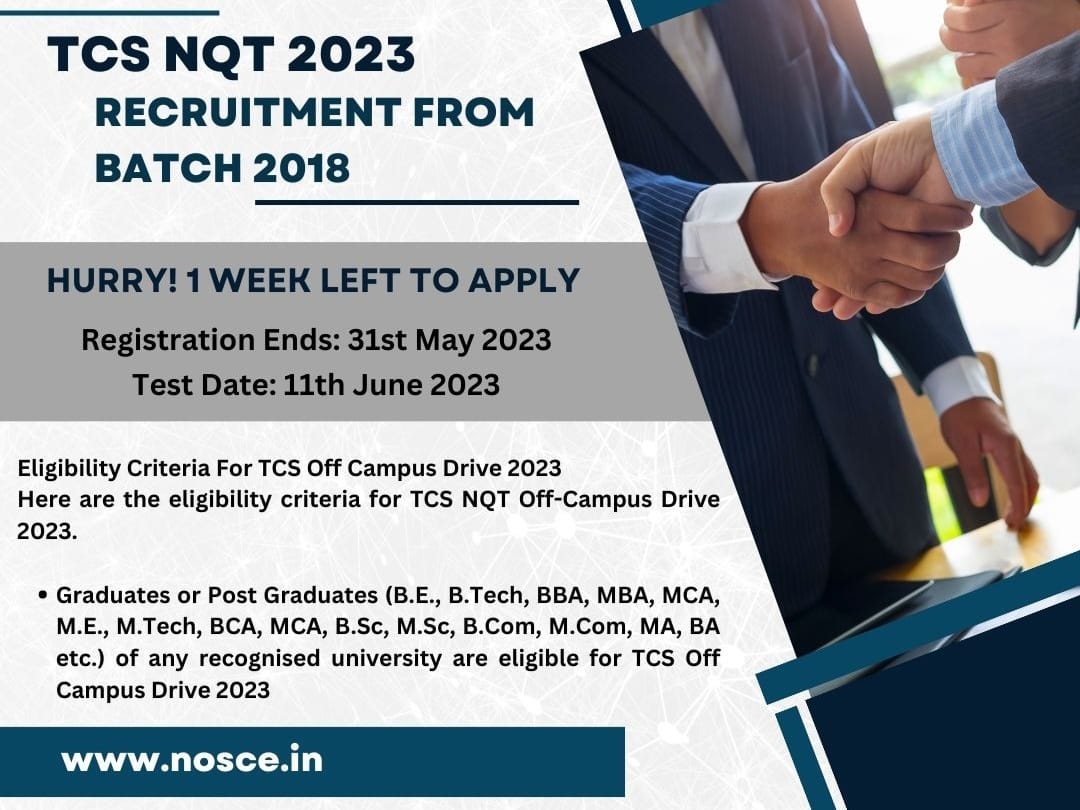 TCS NQT 2023
RECRUITMENT FROM
BATCH 2018
HURRY! 1 WEEK LEFT TO APPLY
Registration Ends: 31st May 2023
Test Date: 11th June 2023
Eligibility Criteria For TCS Off Campus Drive 2023
Here are the eligibility criteria for TCS NQT Off-Campus Drive
2023.
• Graduates or Post Graduates (B.E., B.Tech, BBA, MBA, MCA,
M.E., M.Tech, BCA, MCA, B.Sc, M.Sc, B.Com, M.Com, MA, BA
etc.) of any recognised university are eligible for TCS Off
Campus Drive 2023
www.nosce.in